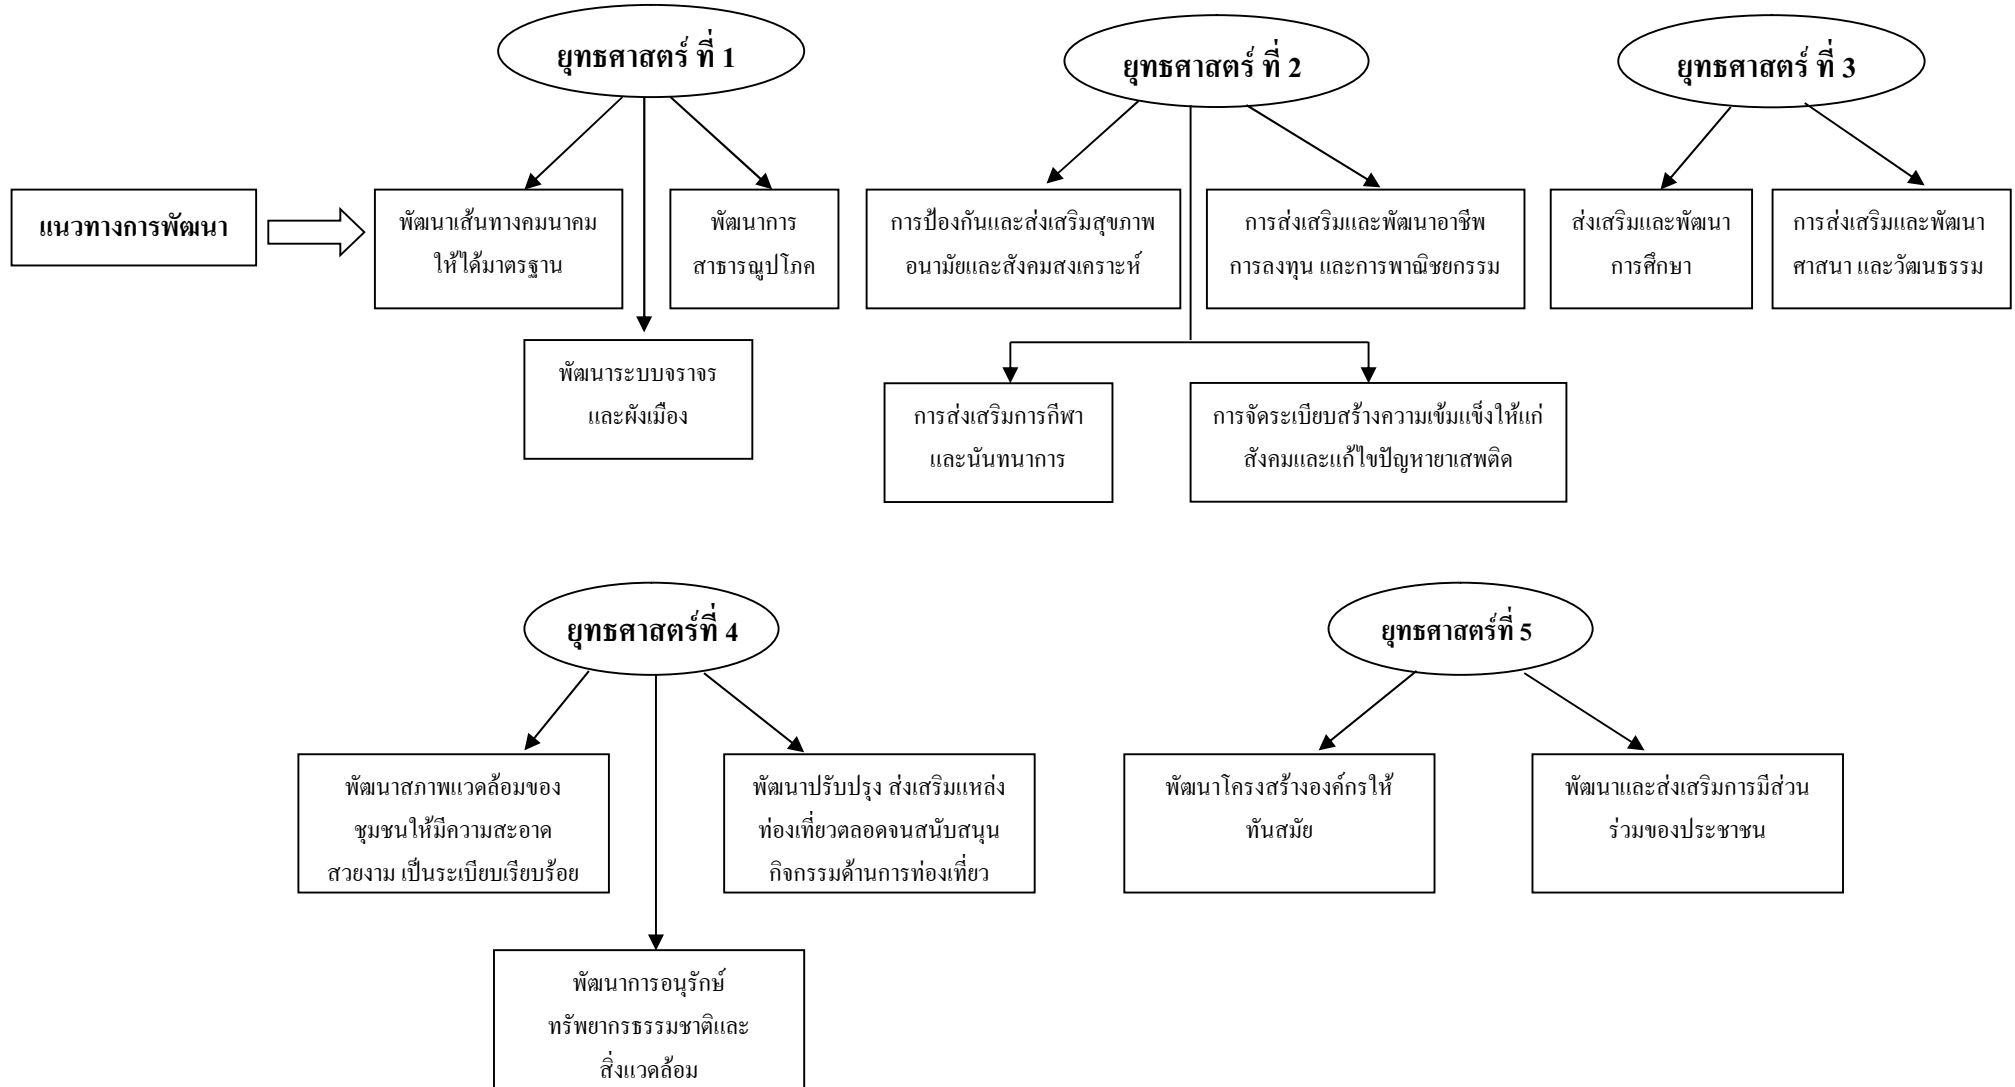 ยุทธศาสตร์ ที่ 1
ยุทธศาสตร์ ที่ 2
ยุทธศาสตร์ ที่ 3
แนวทางการพัฒนา
พัฒนาเส้นทางคมนาคม
ให้ได้มาตรฐาน
พัฒนาการ
สาธารณูปโภค
การป้องกันและส่งเสริมสุขภาพ
อนามัยและสังคมสงเคราะห์
การส่งเสริมและพัฒนาอาชีพ
การลงทุน และการพาณิชยกรรม
ส่งเสริมและพัฒนา
การศึกษา
การส่งเสริมและพัฒนา
ศาสนา และวัฒนธรรม
พัฒนาระบบจราจร
และผังเมือง
การส่งเสริมการกีฬา
และนันทนาการ
การจัดระเบียบสร้างความเข้มแข็งให้แก่
สังคมและแก้ไขปัญหายาเสพติด
ยุทธศาสตร์ที่ 4
ยุทธศาสตร์ที่ 5
พัฒนาสภาพแวดล้อมของ
ชุมชนให้มีความสะอาด
สวยงาม เป็นระเบียบเรียบร้อย
พัฒนาปรับปรุง ส่งเสริมแหล่ง
ท่องเที่ยวตลอดจนสนับสนุน
กิจกรรมด้านการท่องเที่ยว
พัฒนาโครงสร้างองค์กรให้
ทันสมัย
พัฒนาและส่งเสริมการมีส่วน
ร่วมของประชาชน
พัฒนาการอนุรักษ์
ทรัพยากรธรรมชาติและ
สิ่งแวดล้อม